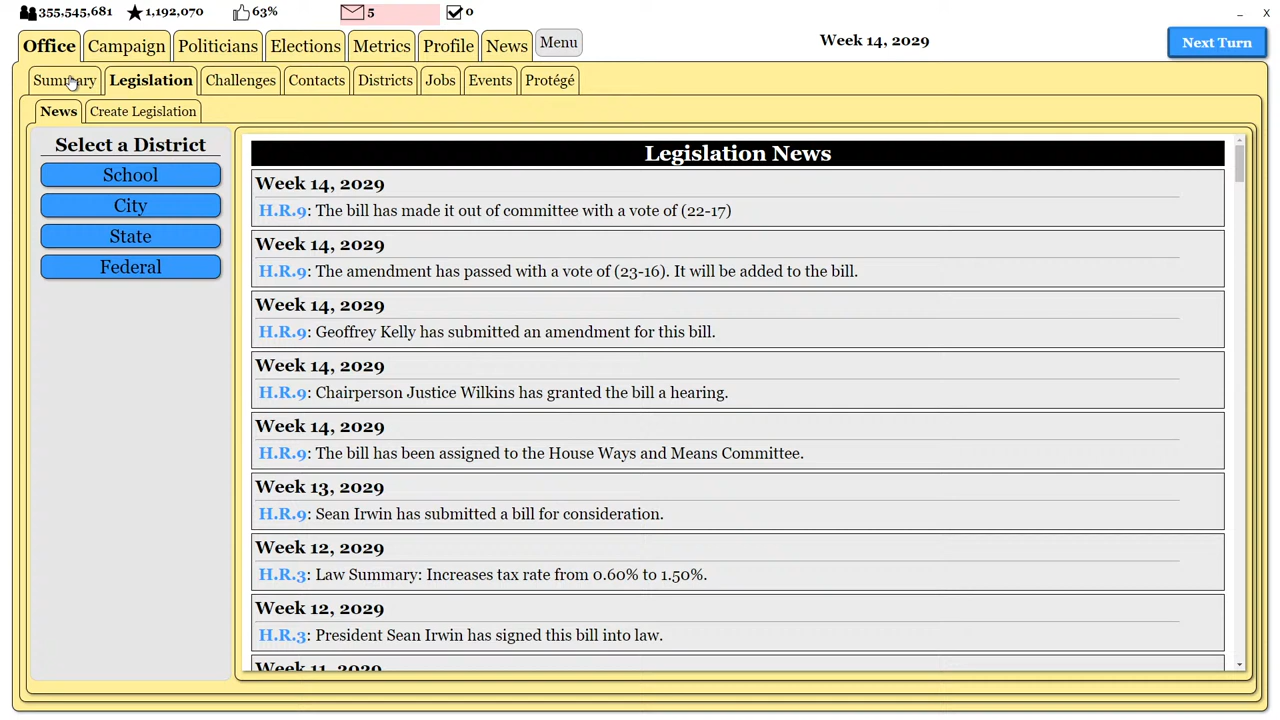 355,545,681 1,192,070 63% 5 0
_ X
Office Campaign Politicians Elections Metrics Profile News Menu Week 14, 2029 Next Turn
Summary Legislation Challenges Contacts Districts Jobs Events Protégé
News Create Legislation
Select a District
School
City
State
Federal
Legislation News
Week 14, 2029
H.R.9: The bill has made it out of committee with a vote of (22-17)
Week 14, 2029
H.R.9: The amendment has passed with a vote of (23-16). It will be added to the bill.
Week 14, 2029
H.R.9: Geoffrey Kelly has submitted an amendment for this bill.
Week 14, 2029
H.R.9: Chairperson Justice Wilkins has granted the bill a hearing.
Week 14, 2029
H.R.9: The bill has been assigned to the House Ways and Means Committee.
Week 13, 2029
H.R.9: Sean Irwin has submitted a bill for consideration.
Week 12, 2029
H.R.3: Law Summary: Increases tax rate from 0.60% to 1.50%.
Week 12, 2029
H.R.3: President Sean Irwin has signed this bill into law.
Week 11, 2029